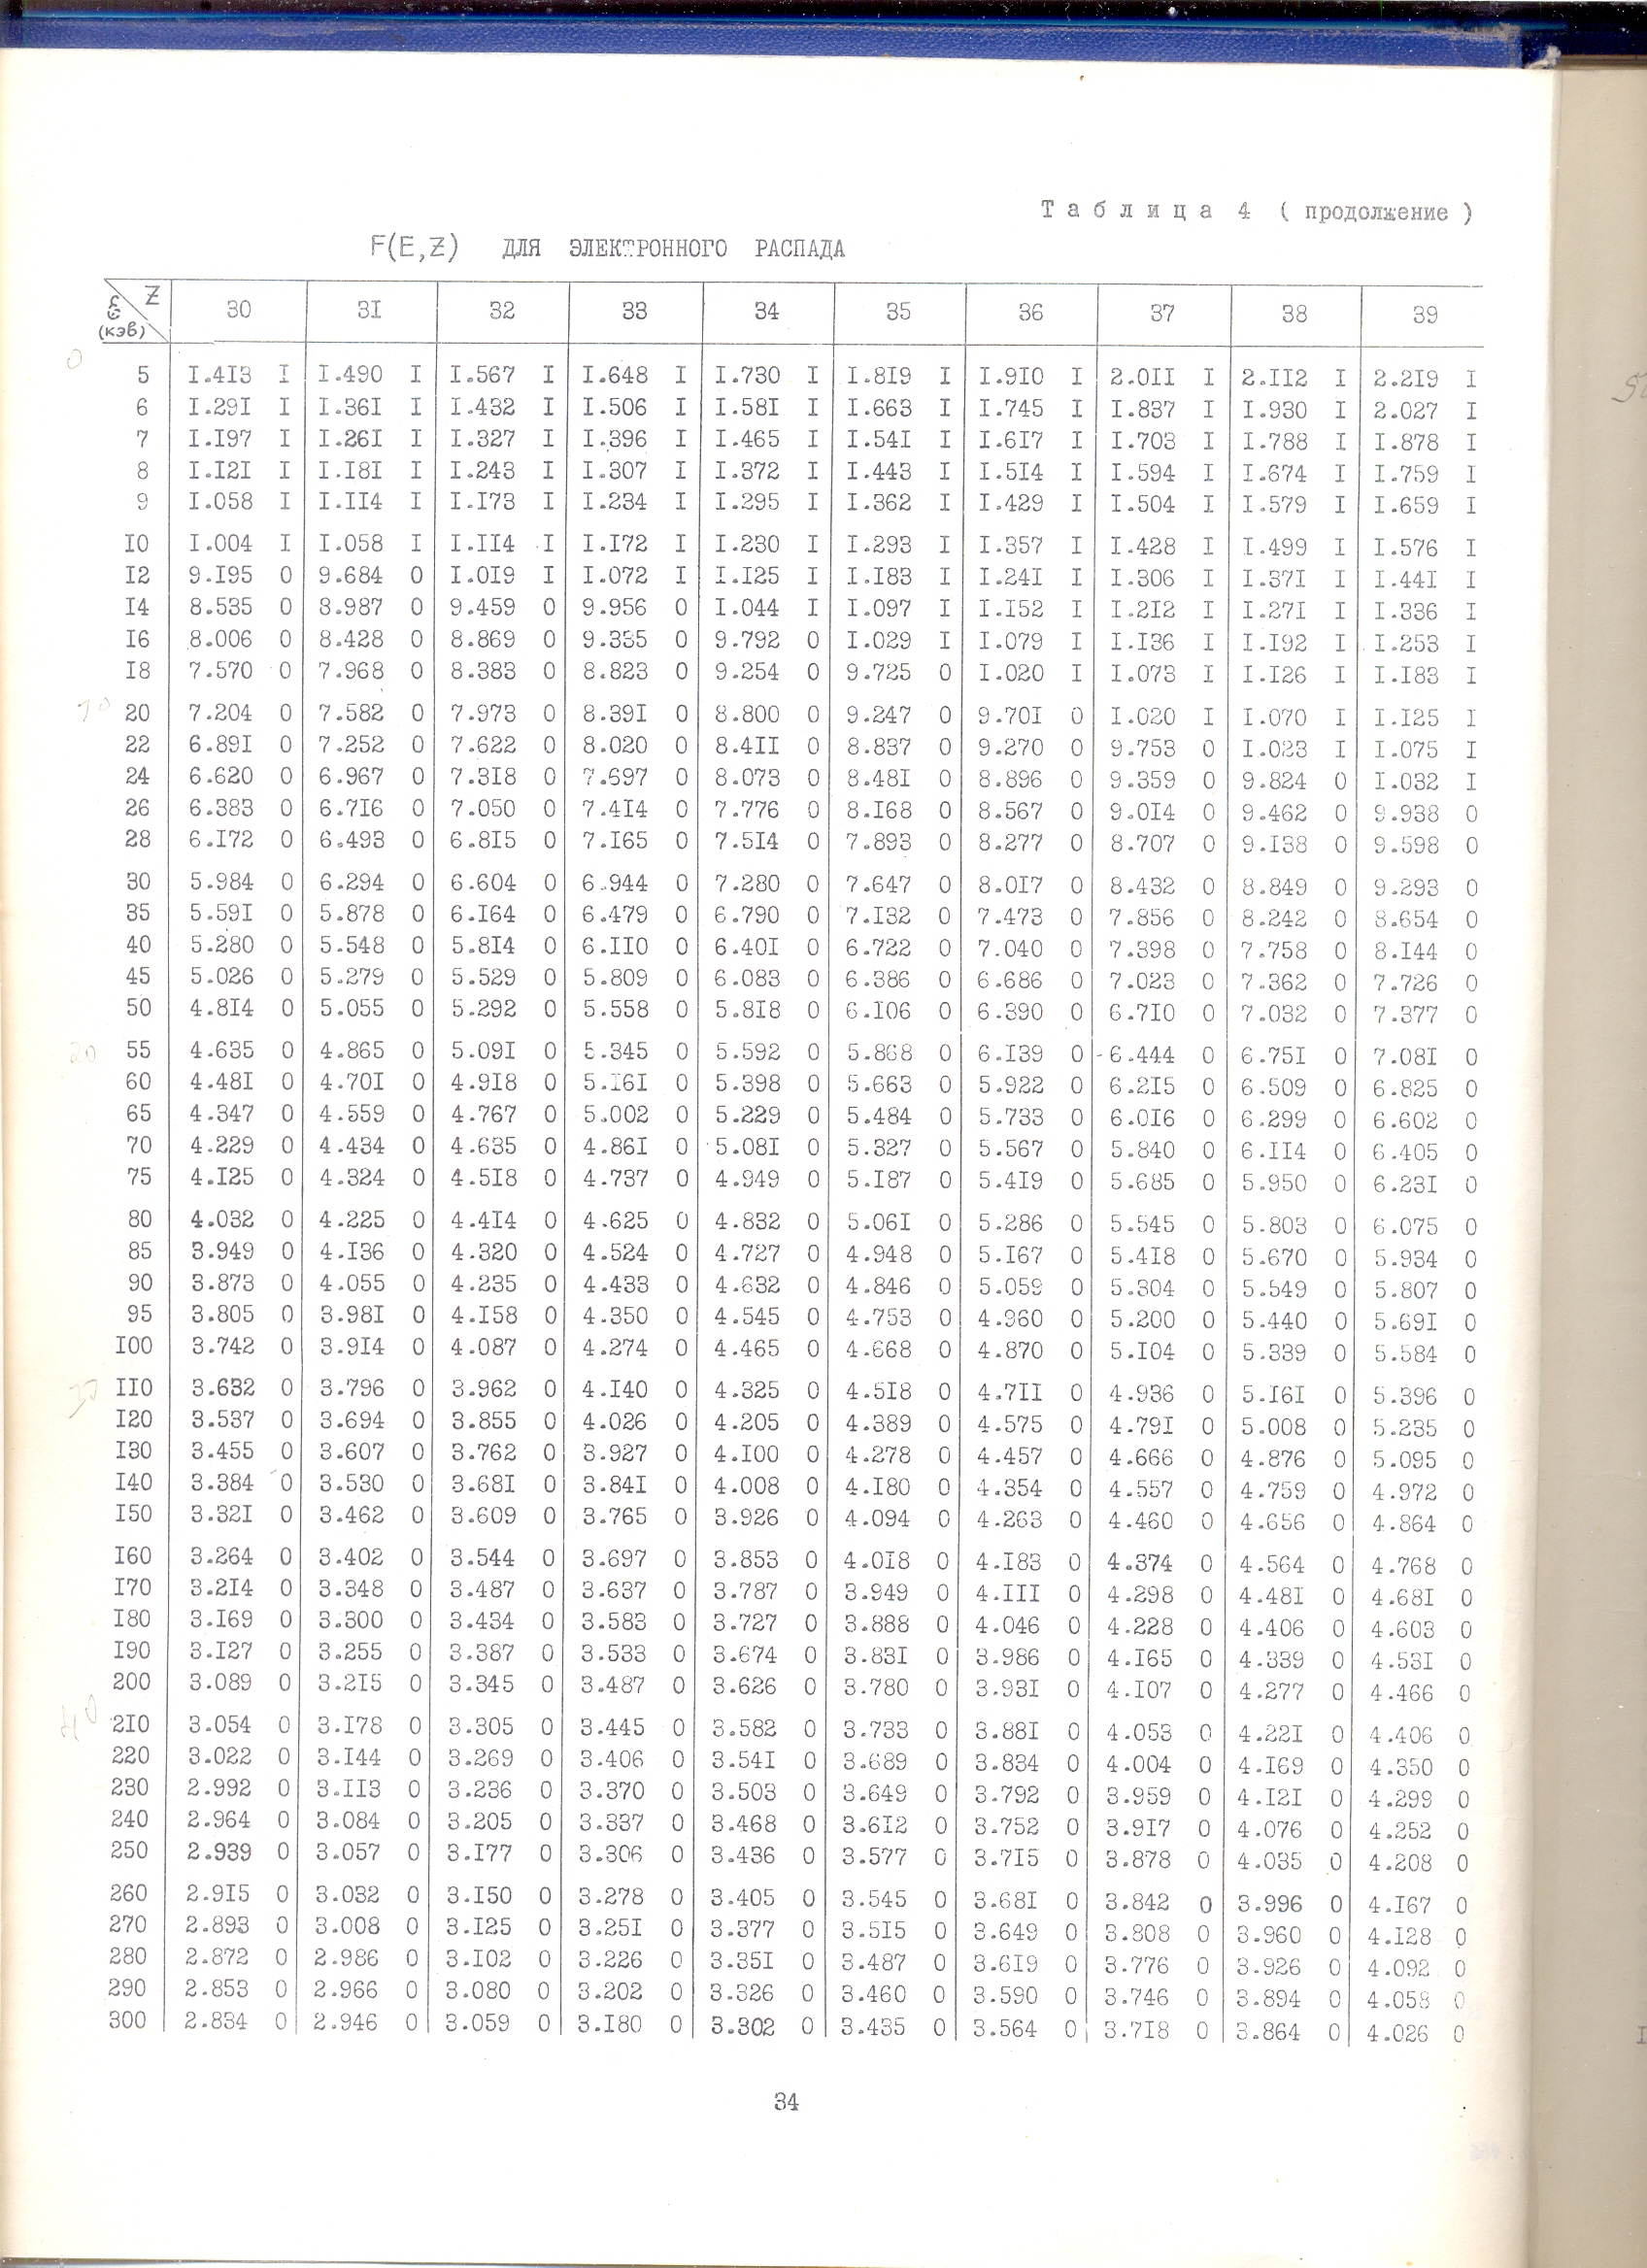 Т а б л и ц а 4 ( продолжение )
F(E,Z) ДЛЯ ЭЛЕКТРОННОГО РАСПАДА
ε (кэв) Z 30 3I 32 33 34 35 36 37 38 39
0
5 I.4I3 I I.490 I I.567 I I.648 I I.730 I I.8I9 I I.9I0 I 2.0II I 2.II2 I 2.2I9 I
6 I.29I I I.36I I I.432 I I.506 I I.58I I I.663 I I.745 I I.837 I I.930 I 2.027 I
7 I.I97 I I.26I I I.327 I I.396 I I.465 I I.54I I I.6I7 I I.703 I I.788 I I.878 I
8 I.I2I I I.I8I I I.243 I I.307 I I.372 I I.443 I I.5I4 I I.594 I I.674 I I.759 I
9 I.058 I I.II4 I I.I73 I I.234 I I.295 I I.362 I I.429 I I.504 I I.579 I I.659 I
I0 I.004 I I.058 I I.II4 I I.I72 I I.230 I I.293 I I.357 I I.428 I I.499 I I.576 I
I2 9.I95 0 9.684 0 I.0I9 I I.072 I I.I25 I I.I83 I I.24I I I.306 I I.37I I I.44I I
I4 8.535 0 8.987 0 9.459 0 9.956 0 I.044 I I.097 I I.I52 I I.2I2 I I.27I I I.336 I
I6 8.006 0 8.428 0 8.869 0 9.335 0 9.792 0 I.029 I I.079 I I.I36 I I.I92 I I.253 I
I8 7.570 0 7.968 0 8.383 0 8.823 0 9.254 0 9.725 0 I.020 I I.073 I I.I26 I I.I83 I
10 20 7.204 0 7.582 0 7.973 0 8.39I 0 8.800 0 9.247 0 9.70I 0 I.020 I I.070 I I.I25 I
22 6.89I 0 7.252 0 7.622 0 8.020 0 8.4II 0 8.837 0 9.270 0 9.753 0 I.023 I I.075 I
24 6.620 0 6.967 0 7.3I8 0 7.697 0 8.073 0 8.48I 0 8.896 0 9.359 0 9.824 0 I.032 I
26 6.383 0 6.7I6 0 7.050 0 7.4I4 0 7.776 0 8.I68 0 8.567 0 9.0I4 0 9.462 0 9.938 0
28 6.I72 0 6.493 0 6.8I5 0 7.I65 0 7.5I4 0 7.893 0 8.277 0 8.707 0 9.I38 0 9.598 0
30 5.984 0 6.294 0 6.604 0 6.944 0 7.280 0 7.647 0 8.0I7 0 8.432 0 8.849 0 9.293 0
35 5.59I 0 5.878 0 6.I64 0 6.479 0 6.790 0 7.I32 0 7.473 0 7.856 0 8.242 0 8.654 0
40 5.280 0 5.548 0 5.8I4 0 6.II0 0 6.40I 0 6.722 0 7.040 0 7.398 0 7.758 0 8.I44 0
45 5.026 0 5.279 0 5.529 0 5.809 0 6.083 0 6.386 0 6.686 0 7.023 0 7.362 0 7.726 0
50 4.8I4 0 5.055 0 5.292 0 5.558 0 5.8I8 0 6.I06 0 6.390 0 6.7I0 0 7.032 0 7.377 0
20 55 4.635 0 4.865 0 5.09I 0 5.345 0 5.592 0 5.868 0 6.I39 0 6.444 0 6.75I 0 7.08I 0
60 4.48I 0 4.70I 0 4.9I8 0 5.I6I 0 5.398 0 5.663 0 5.922 0 6.2I5 0 6.509 0 6.825 0
65 4.347 0 4.559 0 4.767 0 5.002 0 5.229 0 5.484 0 5.733 0 6.0I6 0 6.299 0 6.602 0
70 4.229 0 4.434 0 4.635 0 4.86I 0 5.08I 0 5.327 0 5.567 0 5.840 0 6.II4 0 6.405 0
75 4.I25 0 4.324 0 4.5I8 0 4.737 0 4.949 0 5.I87 0 5.4I9 0 5.685 0 5.950 0 6.23I 0
80 4.032 0 4.225 0 4.4I4 0 4.625 0 4.832 0 5.06I 0 5.286 0 5.545 0 5.803 0 6.075 0
85 3.949 0 4.I36 0 4.320 0 4.524 0 4.727 0 4.948 0 5.I67 0 5.4I8 0 5.670 0 5.934 0
90 3.873 0 4.055 0 4.235 0 4.433 0 4.632 0 4.846 0 5.059 0 5.304 0 5.549 0 5.807 0
95 3.805 0 3.98I 0 4.I58 0 4.350 0 4.545 0 4.753 0 4.960 0 5.200 0 5.440 0 5.69I 0
I00 3.742 0 3.9I4 0 4.087 0 4.274 0 4.465 0 4.668 0 4.870 0 5.I04 0 5.339 0 5.584 0
30 II0 3.632 0 3.796 0 3.962 0 4.I40 0 4.325 0 4.5I8 0 4.7II 0 4.936 0 5.I6I 0 5.396 0
I20 3.537 0 3.694 0 3.855 0 4.026 0 4.205 0 4.389 0 4.575 0 4.79I 0 5.008 0 5.235 0
I30 3.455 0 3.607 0 3.762 0 3.927 0 4.I00 0 4.278 0 4.457 0 4.666 0 4.876 0 5.095 0
I40 3.384 0 3.530 0 3.68I 0 3.84I 0 4.008 0 4.I80 0 4.354 0 4.557 0 4.759 0 4.972 0
I50 3.32I 0 3.462 0 3.609 0 3.765 0 3.926 0 4.094 0 4.263 0 4.460 0 4.656 0 4.864 0
I60 3.264 0 3.402 0 3.544 0 3.697 0 3.853 0 4.0I8 0 4.I83 0 4.374 0 4.564 0 4.768 0
I70 3.2I4 0 3.348 0 3.487 0 3.637 0 3.787 0 3.949 0 4.III 0 4.298 0 4.48I 0 4.68I 0
I80 3.I69 0 3.300 0 3.434 0 3.583 0 3.727 0 3.888 0 4.046 0 4.228 0 4.406 0 4.603 0
I90 3.I27 0 3.255 0 3.387 0 3.533 0 3.674 0 3.83I 0 3.986 0 4.I65 0 4.339 0 4.53I 0
200 3.089 0 3.2I5 0 3.345 0 3.487 0 3.626 0 3.780 0 3.93I 0 4.I07 0 4.277 0 4.466 0
40 2I0 3.054 0 3.I78 0 3.305 0 3.445 0 3.582 0 3.733 0 3.88I 0 4.053 0 4.22I 0 4.406 0
220 3.022 0 3.I44 0 3.269 0 3.406 0 3.54I 0 3.689 0 3.834 0 4.004 0 4.I69 0 4.350 0
230 2.992 0 3.II3 0 3.236 0 3.370 0 3.503 0 3.649 0 3.792 0 3.959 0 4.I2I 0 4.299 0
240 2.964 0 3.084 0 3.205 0 3.337 0 3.468 0 3.6I2 0 3.752 0 3.9I7 0 4.076 0 4.252 0
250 2.939 0 3.057 0 3.I77 0 3.306 0 3.436 0 3.577 0 3.7I5 0 3.878 0 4.035 0 4.208 0
260 2.9I5 0 3.032 0 3.I50 0 3.278 0 3.405 0 3.545 0 3.68I 0 3.842 0 3.996 0 4.I67 0
270 2.893 0 3.008 0 3.I25 0 3.25I 0 3.377 0 3.5I5 0 3.649 0 3.808 0 3.960 0 4.I28 0
280 2.872 0 2.986 0 3.I02 0 3.226 0 3.35I 0 3.487 0 3.6I9 0 3.776 0 3.926 0 4.092 0
290 2.853 0 2.966 0 3.080 0 3.202 0 3.326 0 3.460 0 3.590 0 3.746 0 3.894 0 4.058 0
300 2.834 0 2.946 0 3.059 0 3.I80 0 3.302 0 3.435 0 3.564 0 3.7I8 0 3.864 0 4.026 0
34